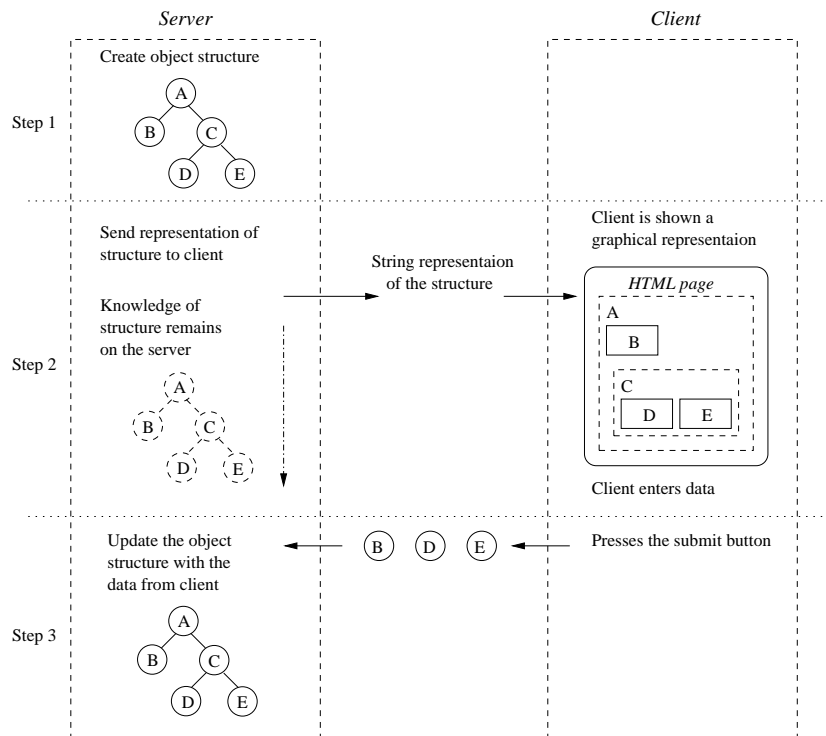 Server
Client
Step 1
Create object structure
A
B
C
D
E
Step 2
Send representation of
structure to client
Knowledge of
structure remains
on the server
A
B
C
D
E
String representaion
of the structure
Client is shown a
graphical representaion
HTML page
A
B
C
D
E
Client enters data
Step 3
Update the object
structure with the
data from client
A
B
C
D
E
B D E
Presses the submit button